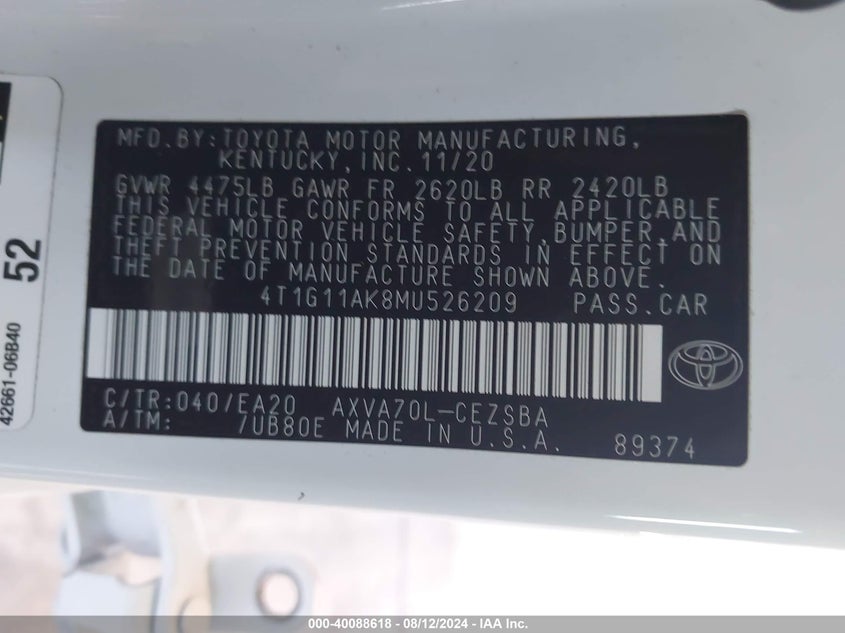 MFD.BY:TOYOTA MOTOR MANUFACTURING,
KENTUCKY,INC.11/20
GVWR 4475LB GAWR FR 2620LB RR 2420LB
THIS VEHICLE CONFORMS TO ALL APPLICABLE
FEDERAL MOTOR VEHICLE SAFETY,BUMPER,AND
THEFT PREVENTION STANDARDS IN EFFECT ON
THE DATE OF MANUFACTURE SHOWN ABOVE.
4T1G11AK8MU526209 PASS.CAR
C/TR:040/EA20 AXVA70L-CEZSBA
A/TM: /UB80E MADE IN U.S.A. 89374
52
42661-06B40
000-40088618 - 08/12/2024 - IAA Inc.